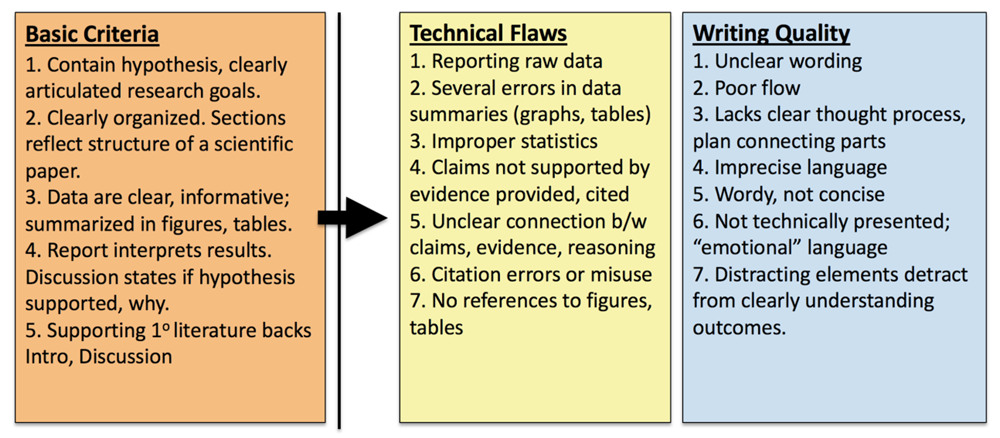 Basic Criteria
1. Contain hypothesis, clearly
articulated research goals.
2. Clearly organized. Sections
reflect structure of a scientific
paper.
3. Data are clear, informative;
summarized in figures, tables.
4. Report interprets results.
Discussion states if hypothesis
supported, why.
5. Supporting 1º literature backs
Intro, Discussion
Technical Flaws
1. Reporting raw data
2. Several errors in data
summaries (graphs, tables)
3. Improper statistics
4. Claims not supported by
evidence provided, cited
5. Unclear connection b/w
claims, evidence, reasoning
6. Citation errors or misuse
7. No references to figures,
tables
Writing Quality
1. Unclear wording
2. Poor flow
3. Lacks clear thought process,
plan connecting parts
4. Imprecise language
5. Wordy, not concise
6. Not technically presented;
“emotional” language
7. Distracting elements detract
from clearly understanding
outcomes.